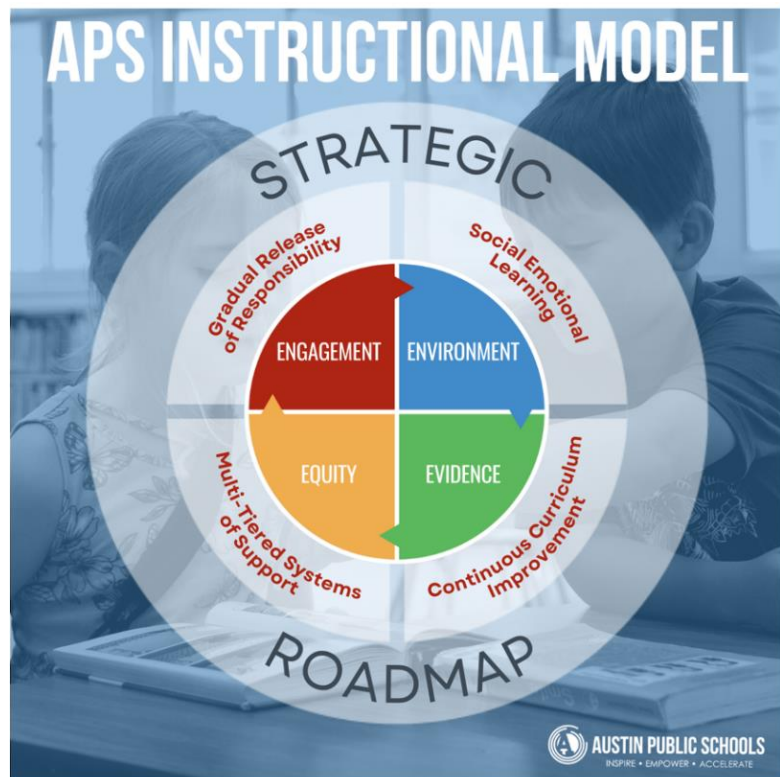 APS INSTRUCTIONAL MODEL
STRATEGIC
Gradual Release
of Responsibility
Social Emotional
Learning
ENGAGEMENT
ENVIRONMENT
EQUITY
EVIDENCE
Multi-Tiered Systems
of Support
Continuous Curriculum
Improvement
ROADMAP
AUSTIN PUBLIC SCHOOLS
INSPIRE • EMPOWER • ACCELERATE